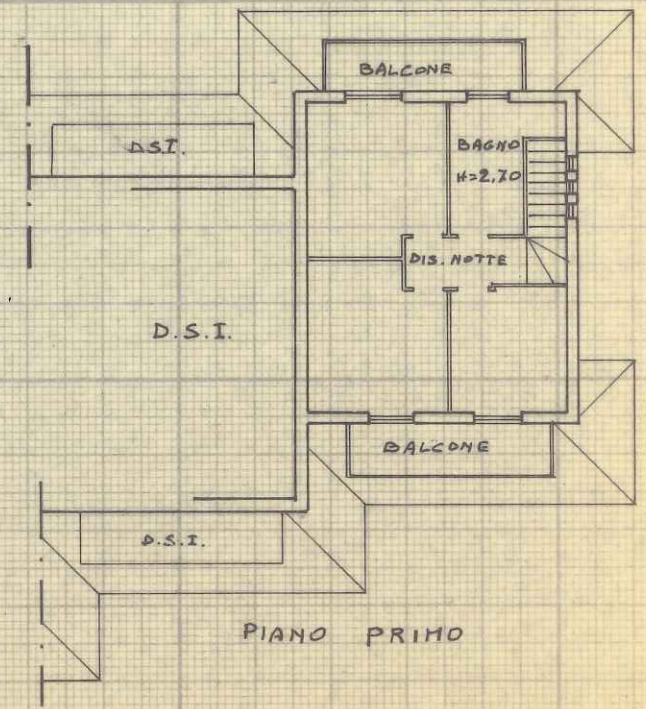 BALCONE
D.S.I.
BAGNO
H=2,70
DIS. NOTTE
D.S.I.
BALCONE
D.S.I.
PIANO PRIMO